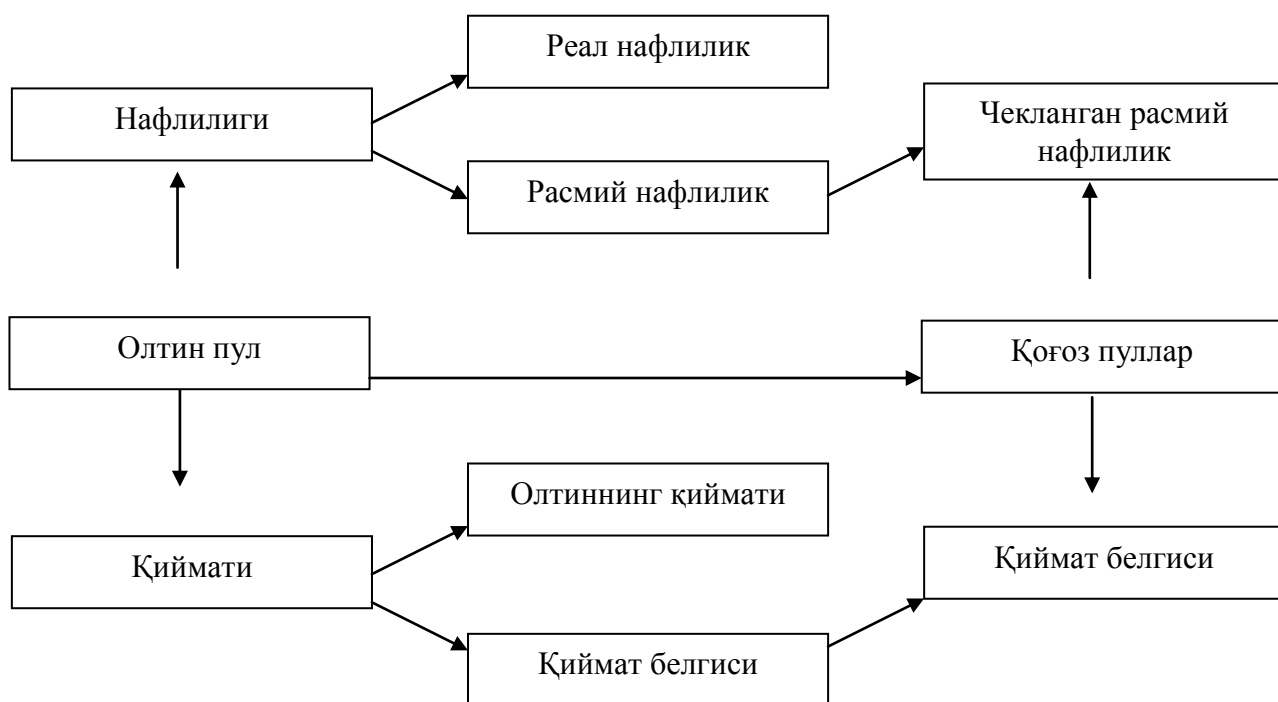 Реал нафлилик
Нафлилиги
Чекланган расмий
нафлилик
Расмий нафлилик
Олтин пул
Қоғоз пуллар
Олтиннинг қиймати
Қиймати
Қиймат белгиси
Қиймат белгиси